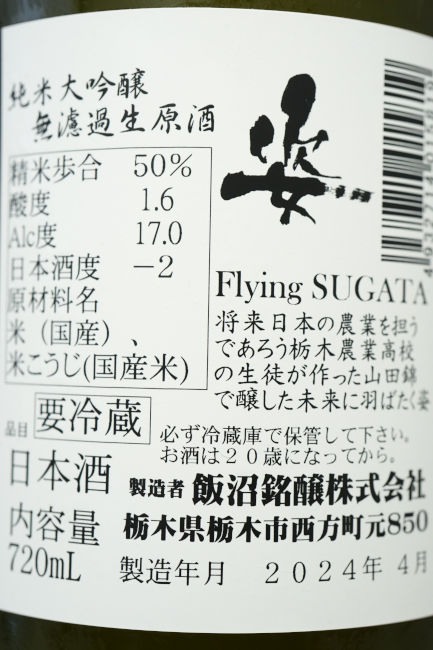 純米大吟醸
無濾過生原酒
姿
精米歩合 50%
酸度 1.6
Alc度 17.0
日本酒度 −2
原材料名
米（国産）、
米こうじ(国産米)
Flying SUGATA
将来日本の農業を担う
であろう栃木農業高校
の生徒が作った山田錦
で醸した未来に羽ばたく姿
品目
要冷蔵
必ず冷蔵庫で保管して下さい。
お酒は２０歳になってから。
日本酒
製造者 飯沼銘醸株式会社
栃木県栃木市西方町元850
内容量
720mL
製造年月 2024年 4月